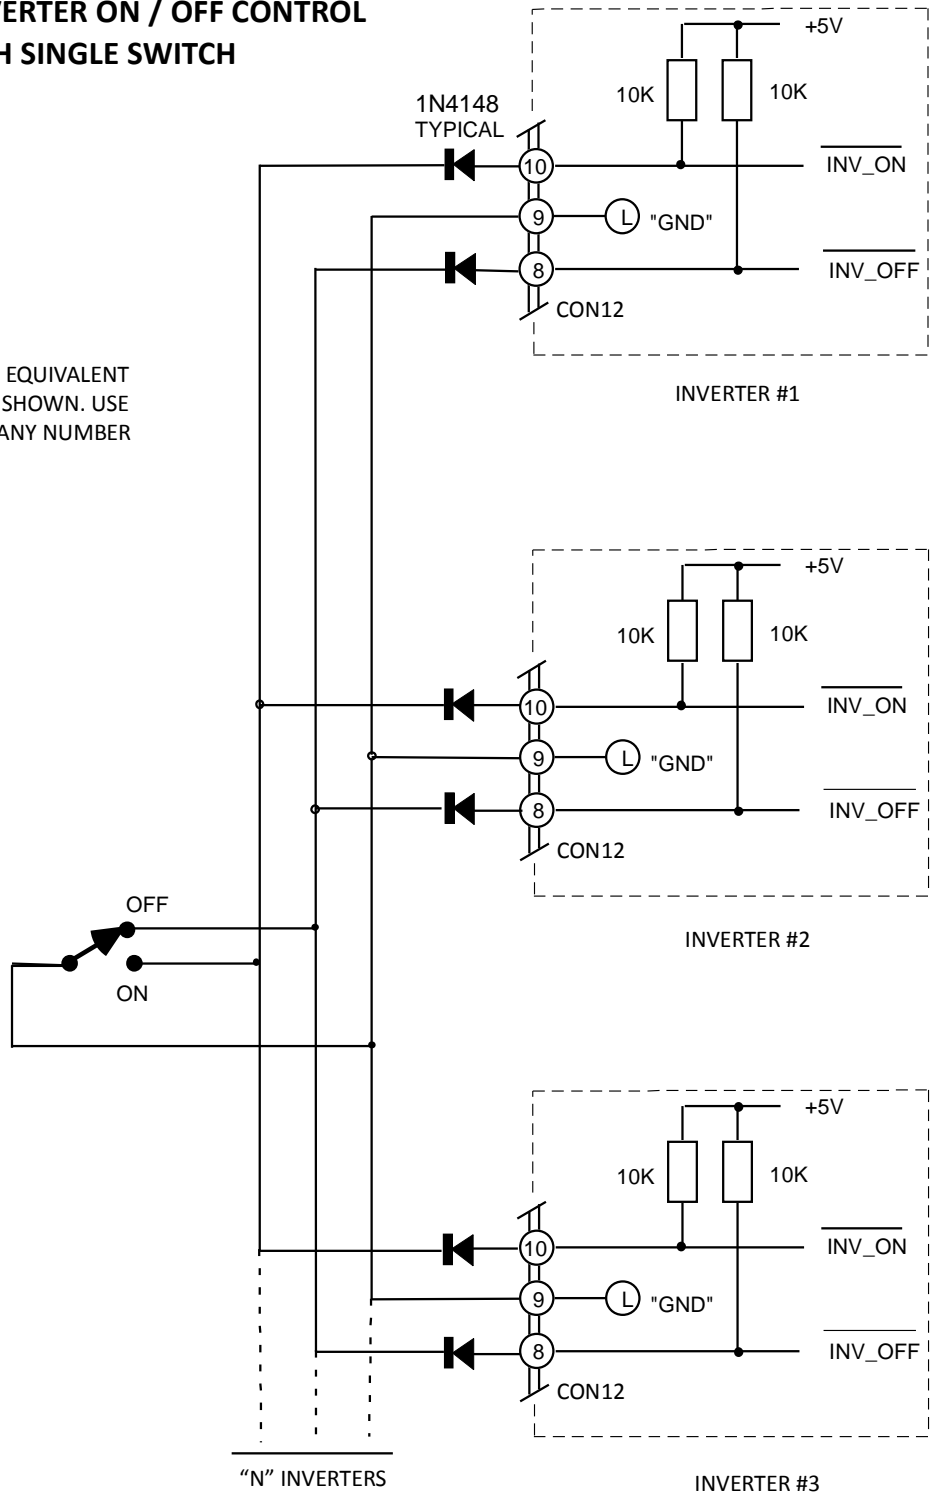 VERTER ON / OFF CONTROL
H SINGLE SWITCH
+5V
10K
10K
1N4148
TYPICAL
10
INV_ON
9
L
"GND"
8
INV_OFF
CON12
INVERTER #1
EQUIVALENT
SHOWN. USE
ANY NUMBER
+5V
10K
10K
10
INV_ON
9
L
"GND"
8
INV_OFF
CON12
INVERTER #2
OFF
ON
+5V
10K
10K
10
INV_ON
9
L
"GND"
8
INV_OFF
CON12
“N” INVERTERS
INVERTER #3